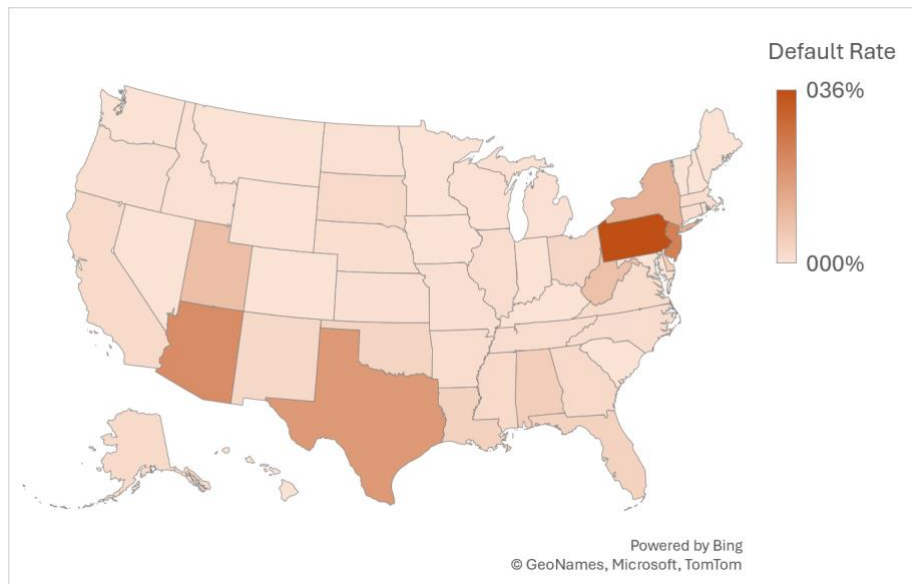 Default Rate
036%
000%
Powered by Bing
© GeoNames, Microsoft, TomTom